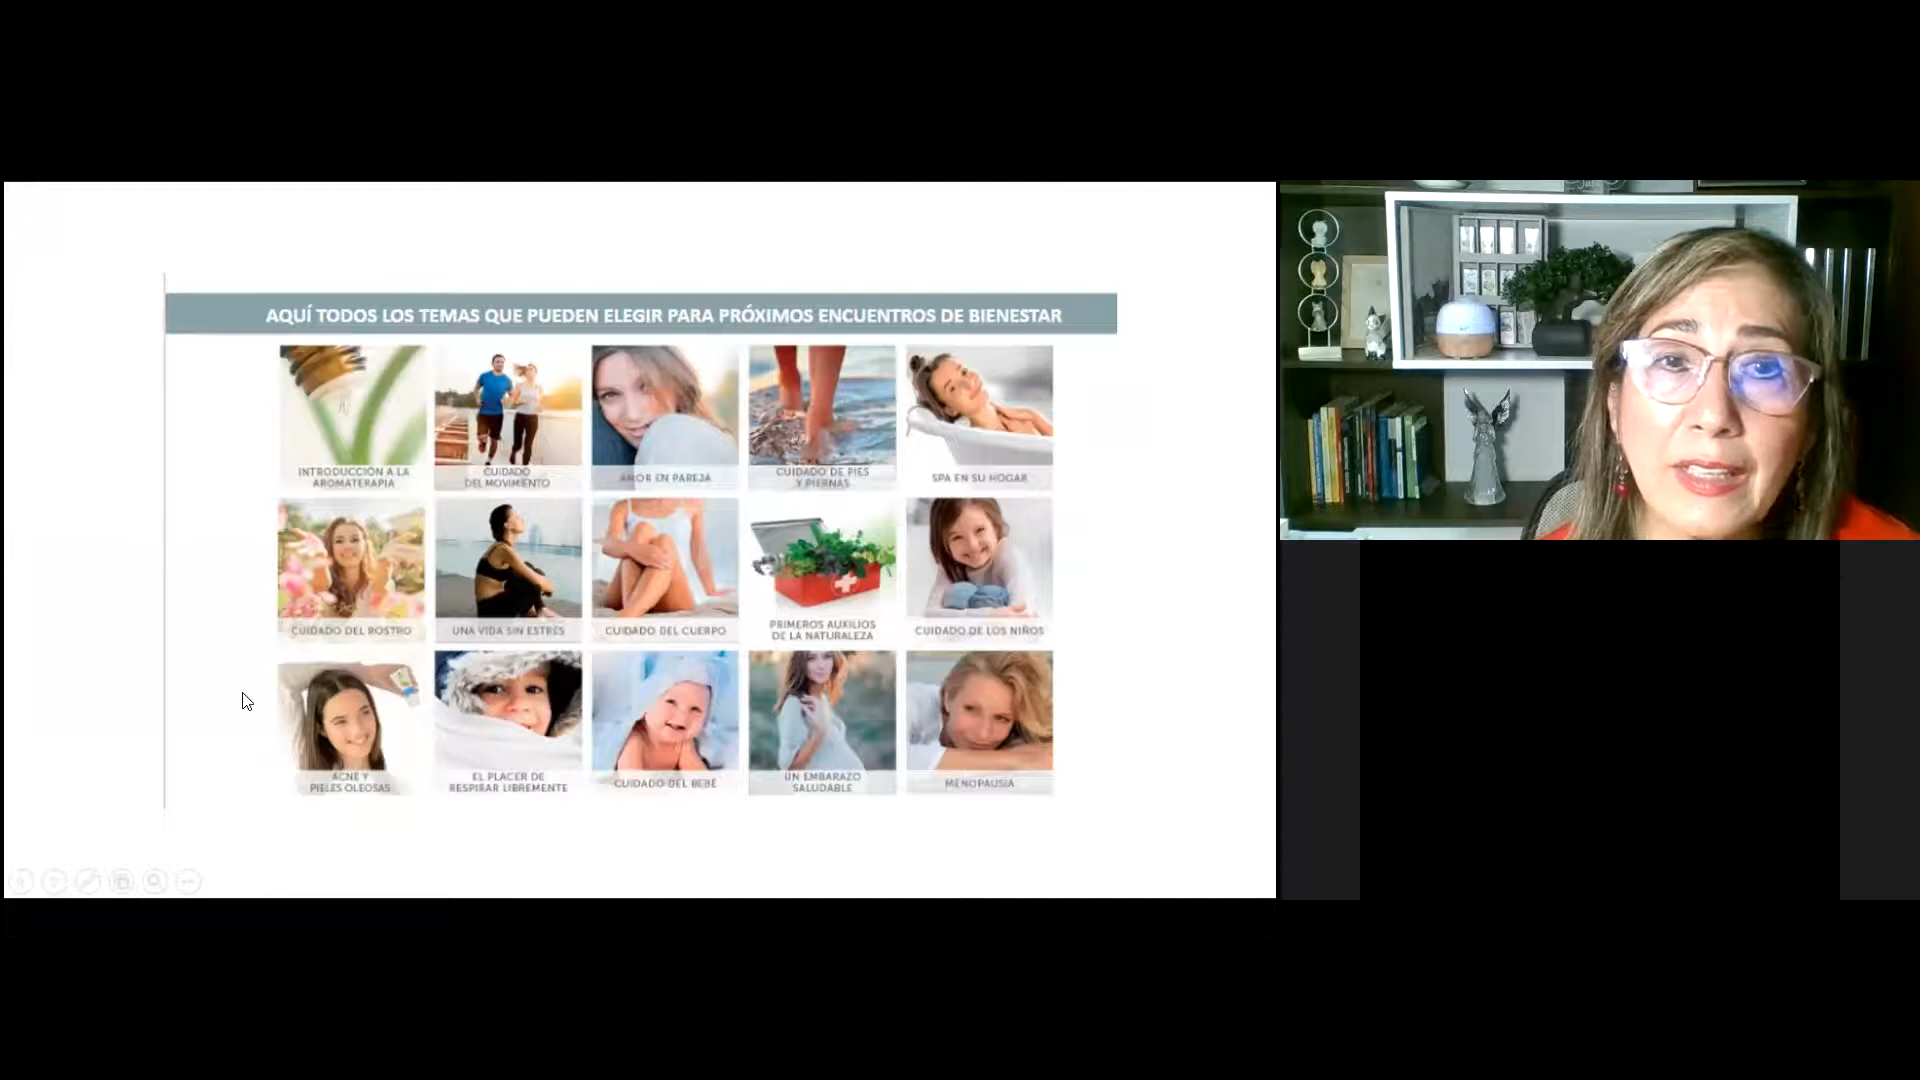 AQUÍ TODOS LOS TEMAS QUE PUEDEN ELEGIR PARA PRÓXIMOS ENCUENTROS DE BIENESTAR
INTRODUCCIÓN A LA
AROMATERAPIA
CUIDADO
DEL MOVIMIENTO
AMOR EN PAREJA
CUIDADO DE PIES
Y PIERNAS
SPA EN SU HOGAR
CUIDADO DEL ROSTRO
UNA VIDA SIN ESTRÉS
CUIDADO DEL CUERPO
PRIMEROS AUXILIOS
DE LA NATURALEZA
CUIDADO DE LOS NIÑOS
ACNÉ Y
PIELES OLEOSAS
EL PLACER DE
RESPIRAR LIBREMENTE
CUIDADO DEL BEBÉ
UN EMBARAZO
SALUDABLE
MENOPAUSIA